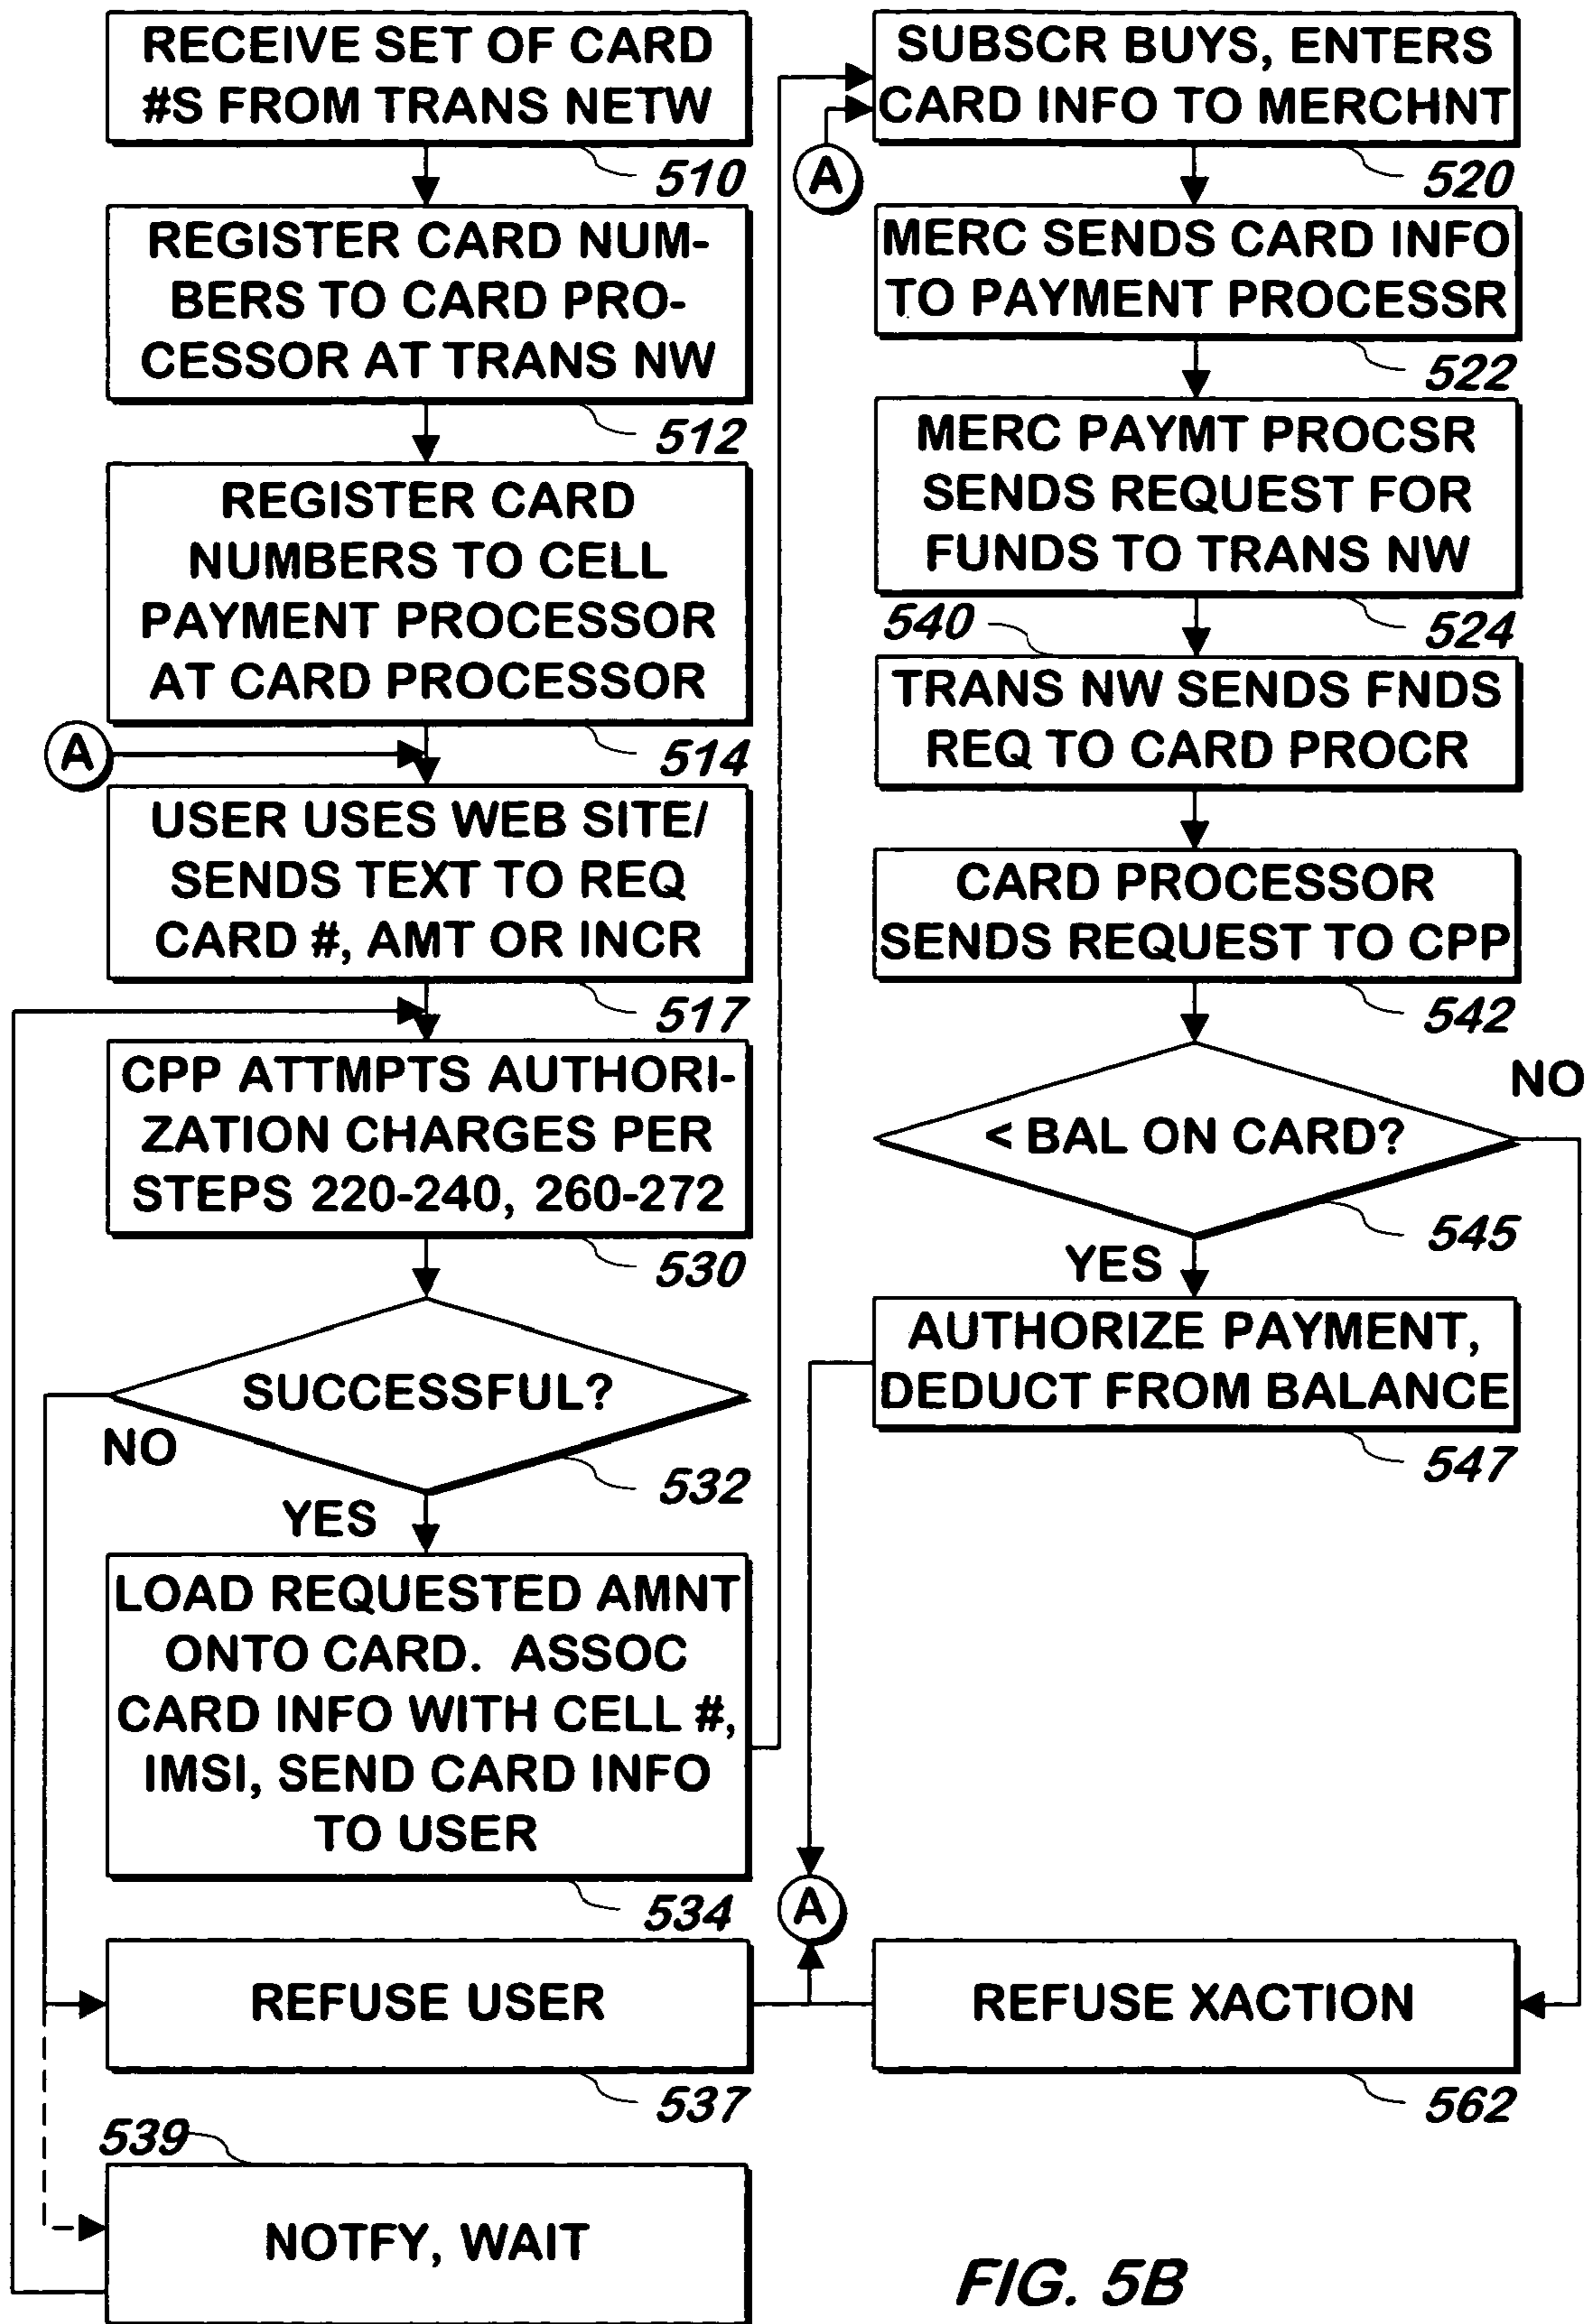 RECEIVE SET OF CARD
#S FROM TRANS NETW
510
REGISTER CARD NUM-
BERS TO CARD PRO-
CESSOR AT TRANS NW
512
REGISTER CARD
NUMBERS TO CELL
PAYMENT PROCESSOR
AT CARD PROCESSOR
514
A
USER USES WEB SITE/
SENDS TEXT TO REQ
CARD #, AMT OR INCR
517
CPP ATTMPTS AUTHORI-
ZATION CHARGES PER
STEPS 220-240, 260-272
530
SUCCESSFUL?
NO
532
YES
LOAD REQUESTED AMNT
ONTO CARD. ASSOC
CARD INFO WITH CELL #,
IMSI, SEND CARD INFO
TO USER
534
REFUSE USER
537
539
NOTFY, WAIT
SUBSCR BUYS, ENTERS
CARD INFO TO MERCHNT
A
520
MERC SENDS CARD INFO
TO PAYMENT PROCESSR
522
MERC PAYMT PROCSR
SENDS REQUEST FOR
FUNDS TO TRANS NW
524
540
TRANS NW SENDS FNDS
REQ TO CARD PROCR
CARD PROCESSOR
SENDS REQUEST TO CPP
542
NO
< BAL ON CARD?
545
YES
AUTHORIZE PAYMENT,
DEDUCT FROM BALANCE
547
A
REFUSE XACTION
562
FIG. 5B